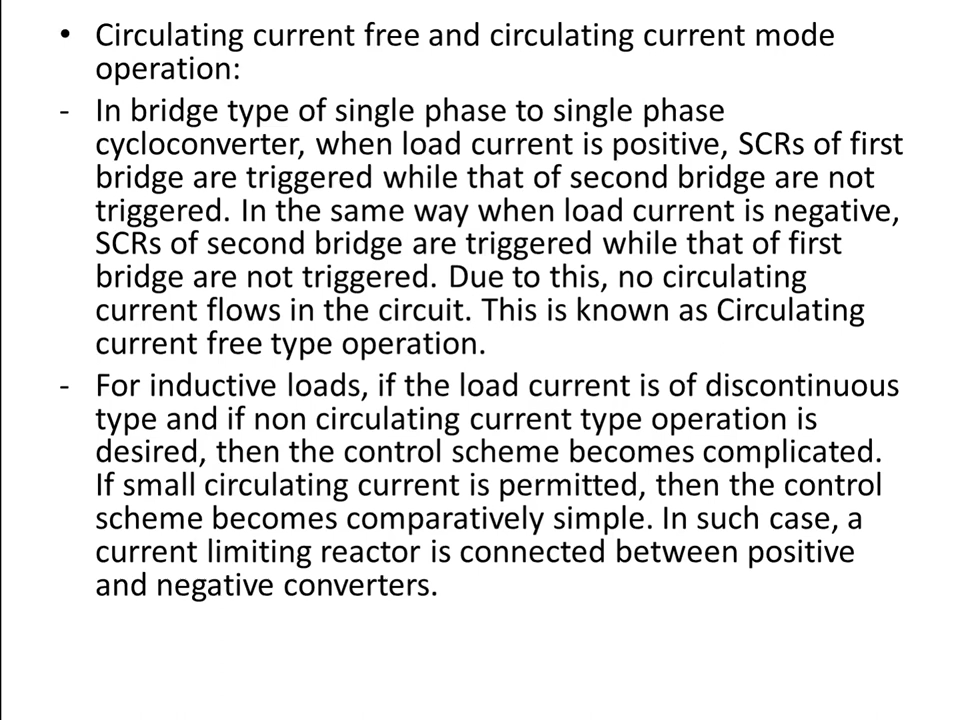 • Circulating current free and circulating current mode
operation:
- In bridge type of single phase to single phase
cycloconverter, when load current is positive, SCRs of first
bridge are triggered while that of second bridge are not
triggered. In the same way when load current is negative,
SCRs of second bridge are triggered while that of first
bridge are not triggered. Due to this, no circulating
current flows in the circuit. This is known as Circulating
current free type operation.
- For inductive loads, if the load current is of discontinuous
type and if non circulating current type operation is
desired, then the control scheme becomes complicated.
If small circulating current is permitted, then the control
scheme becomes comparatively simple. In such case, a
current limiting reactor is connected between positive
and negative converters.